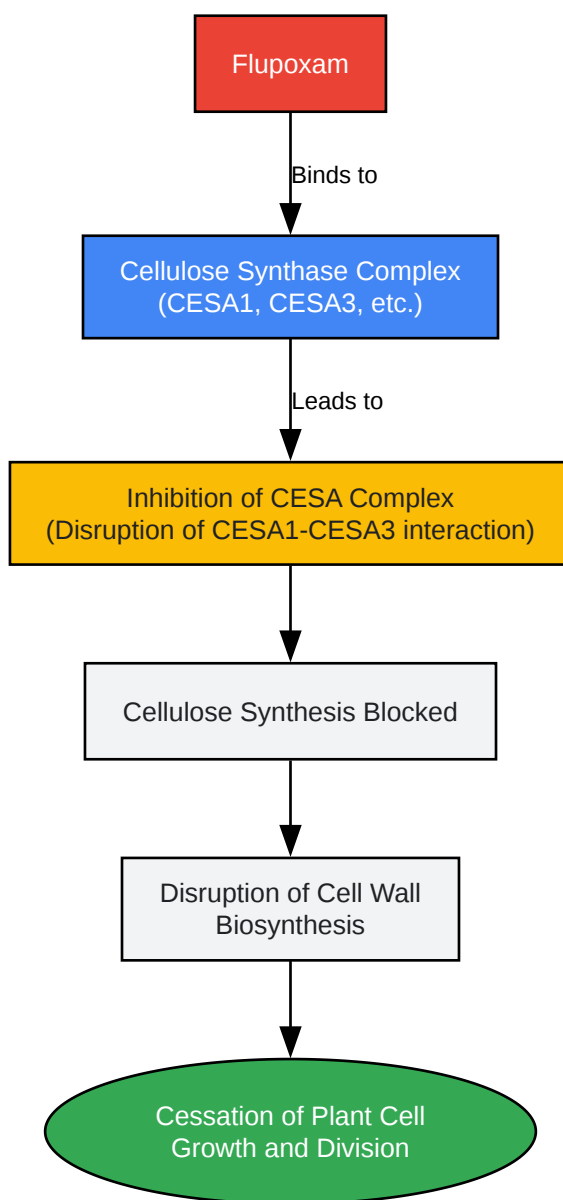 Flupoxam
Binds to
Cellulose Synthase Complex
(CESA1, CESA3, etc.)
Leads to
Inhibition of CESA Complex
(Disruption of CESA1-CESA3 interaction)
Cellulose Synthesis Blocked
Disruption of Cell Wall
Biosynthesis
Cessation of Plant Cell
Growth and Division